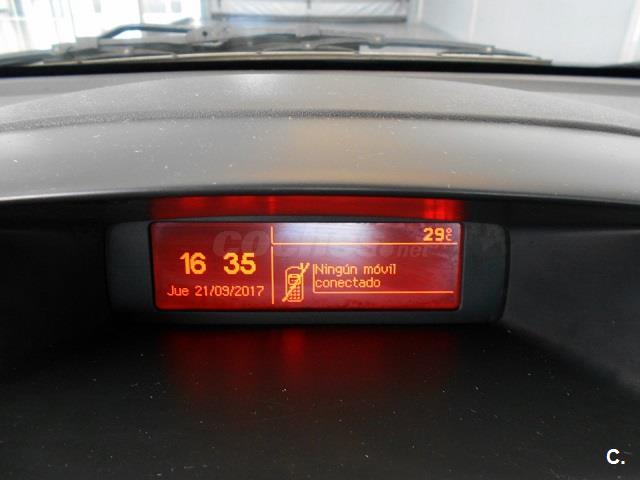 29°C
16 35
Jue 21/09/2017
Ningún móvil
conectado
C.